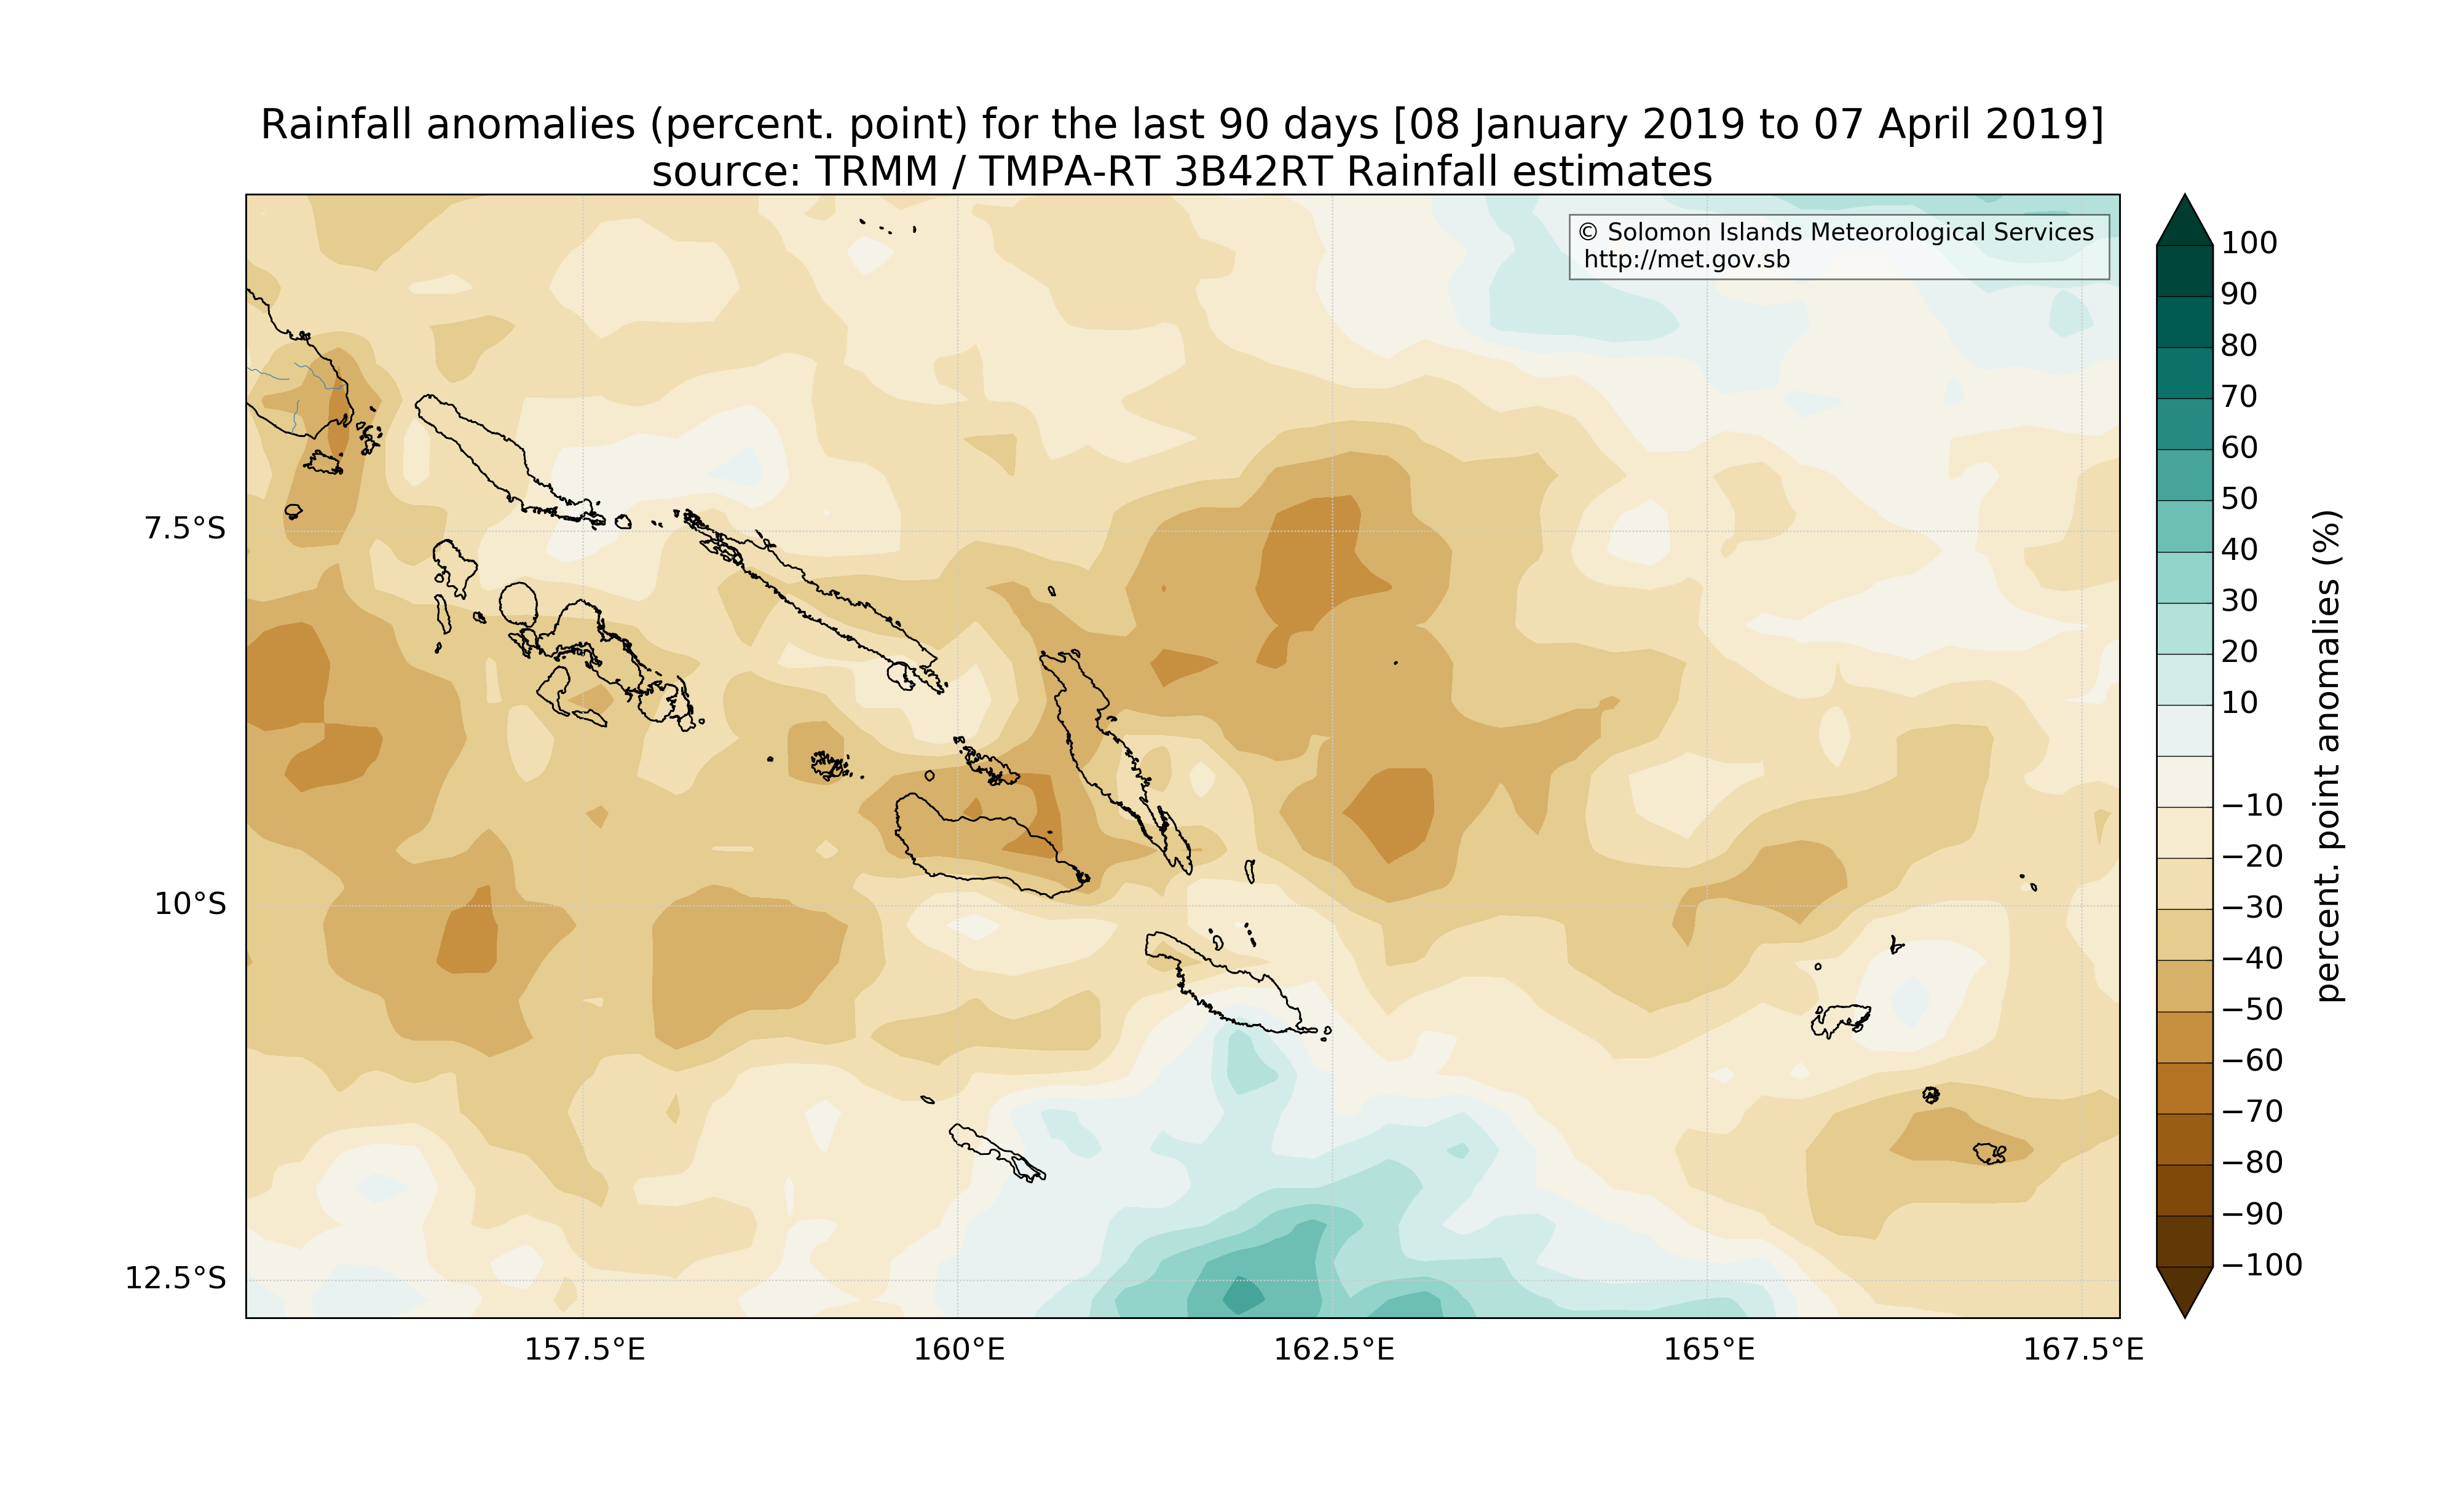 Rainfall anomalies (percent. point) for the last 90 days [08 January 2019 to 07 April 2019]
source: TRMM / TMPA-RT 3B42RT Rainfall estimates
© Solomon Islands Meteorological Services
http://met.gov.sb
7.5°S
10°S
12.5°S
157.5°E
160°E
162.5°E
165°E
167.5°E
100
90
80
70
60
50
40
30
20
10
−10
−20
−30
−40
−50
−60
−70
−80
−90
−100
percent. point anomalies (%)